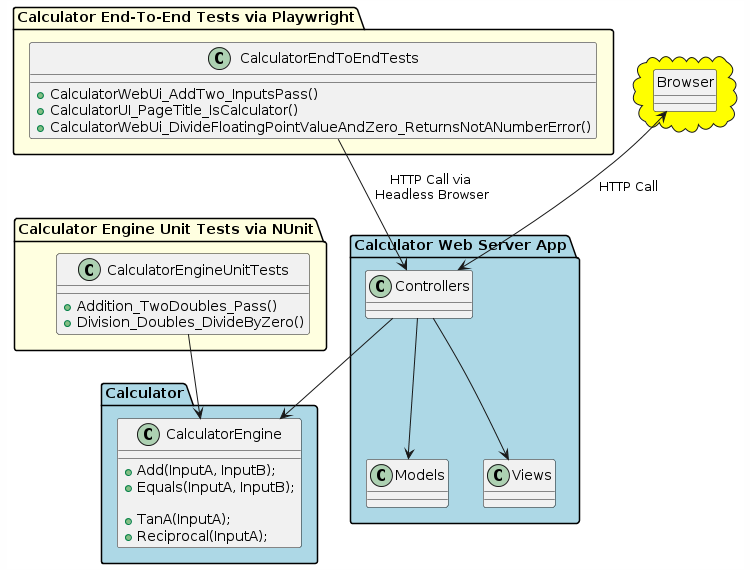 Calculator End-To-End Tests via Playwright
C CalculatorEndToEndTests
CalculatorWebUi_AddTwo_InputsPass()
CalculatorUI_PageTitle_IsCalculator()
CalculatorWebUi_DivideFloatingPointValueAndZero_ReturnsNotANumberError()
Browser
HTTP Call via
Headless Browser
HTTP Call
Calculator Engine Unit Tests via NUnit
C CalculatorEngineUnitTests
Addition_TwoDoubles_Pass()
Division_Doubles_DivideByZero()
Calculator Web Server App
C Controllers
Calculator
C CalculatorEngine
Add(InputA, InputB);
Equals(InputA, InputB);
TanA(InputA);
Reciprocal(InputA);
C Models
C Views